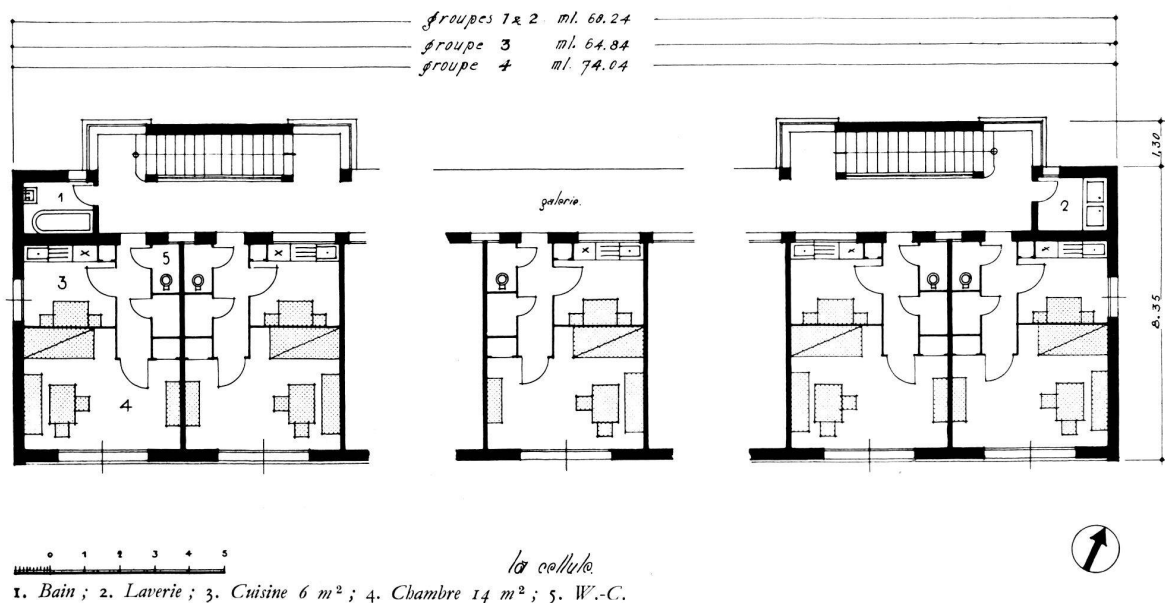 groupes 1 & 2 ml. 60.24
groupe 3 ml. 64.84
groupe 4 ml. 74.04
1,30
1
galerie.
2
5
3
8.35
4
0 1 2 3 4 5
la cellule.
1. Bain ; 2. Laverie ; 3. Cuisine 6 m² ; 4. Chambre 14 m² ; 5. W.-C.